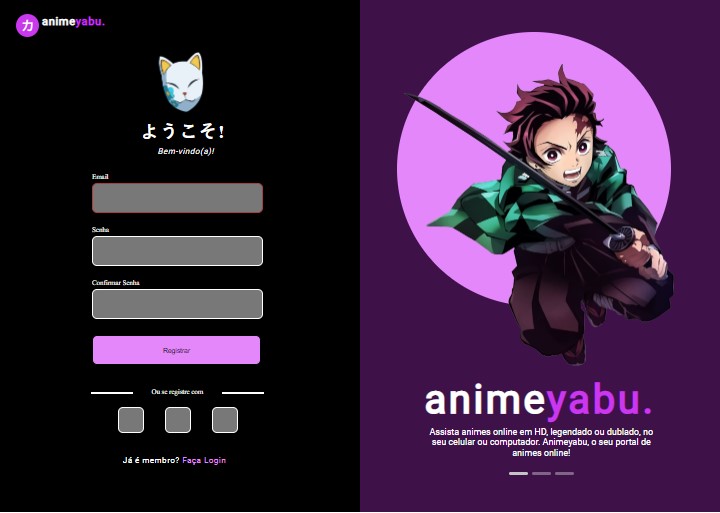 カ animeyabu.
ようこそ!
Bem-vindo(a)!
Email
Senha
Confirmar Senha
Registrar
Ou se registre com
Já é membro? Faça Login
animeyabu.
Assista animes online em HD, legendado ou dublado, no
seu celular ou computador. Animeyabu, o seu portal de
animes online!